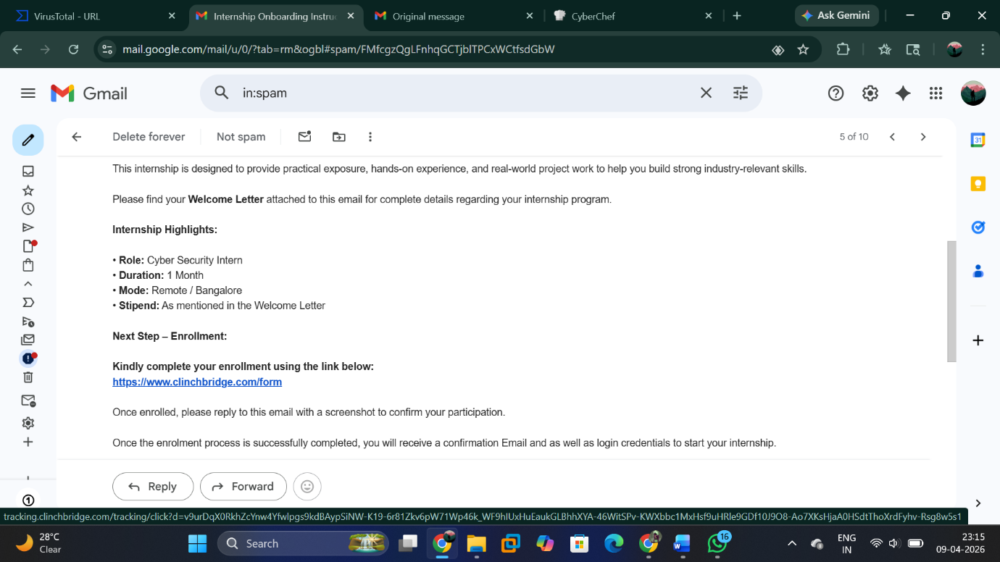 VirusTotal - URL
Internship Onboarding Instruc
Original message
CyberChef
Ask Gemini
mail.google.com/mail/u/0/?tab=rm&ogbl#spam/FMfcgzQgLFnhqGCTjblTPCxWCtfsdGbW
Gmail
in:spam
Delete forever
Not spam
5 of 10
31
This internship is designed to provide practical exposure, hands-on experience, and real-world project work to help you build strong industry-relevant skills.
Please find your Welcome Letter attached to this email for complete details regarding your internship program.
Internship Highlights:
• Role: Cyber Security Intern
• Duration: 1 Month
• Mode: Remote / Bangalore
• Stipend: As mentioned in the Welcome Letter
Next Step – Enrollment:
Kindly complete your enrollment using the link below:
https://www.clinchbridge.com/form
Once enrolled, please reply to this email with a screenshot to confirm your participation.
Once the enrolment process is successfully completed, you will receive a confirmation Email and as well as login credentials to start your internship.
Reply
Forward
1
tracking.clinchbridge.com/tracking/click?d=v9urDqX0RkhZcYnw4Yfwlpgs9kdBAypSiNW-K19-6r81Zkv6pW71Wp46k_WF9hIUxHuEaukGLBhhXYA-46WitSPv-KWXbbc1MxHsf9uHRle9GDf10J9O8-Ao7XKsHjaA0HSdtThoXrdFyhv-Rsg8w5s1
28°C
Clear
Search
16
ENG
IN
23:15
09-04-2026